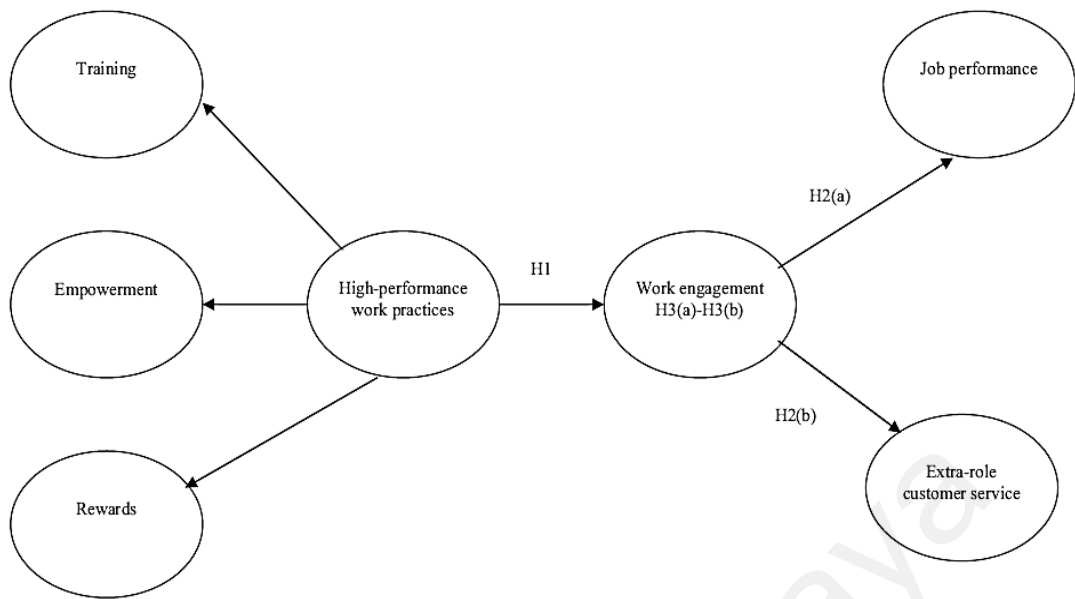 Training
Job performance
H2(a)
Empowerment
High-performance
work practices
H1
Work engagement
H3(a)-H3(b)
H2(b)
Rewards
Extra-role
customer service
aya